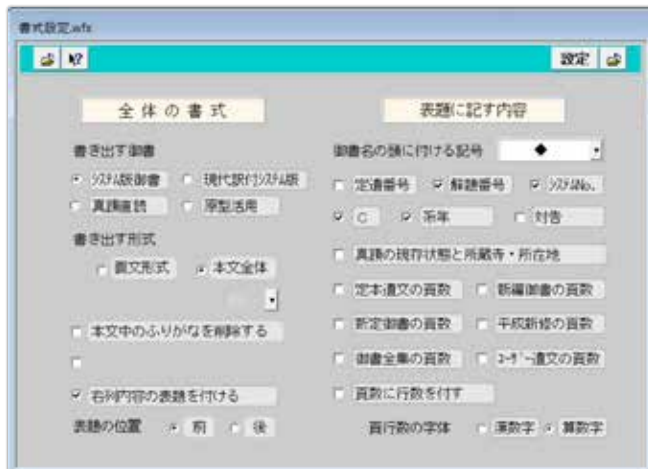 書式設定.wfx
設定
全体の書式
書き出す御書
システム版御書 現代訳付システム版
真蹟直読 原型活用
書き出す形式
圓文形式 本文全体
本文中のふりがなを削除する
右列内容の表題を付ける
表題の位置 前 後
表題に記す内容
御書名の頭に付ける記号 ◆
定遺番号 解題番号 システムNo.
C 系年 対告
真蹟の現存状態と所蔵寺・所在地
定本遺文の頁数 新編御書の頁数
新定御書の頁数 平成新修の頁数
御書全集の頁数 ユーザー遺文の頁数
頁数に行数を付す
頁行数の字体 漢数字 算数字